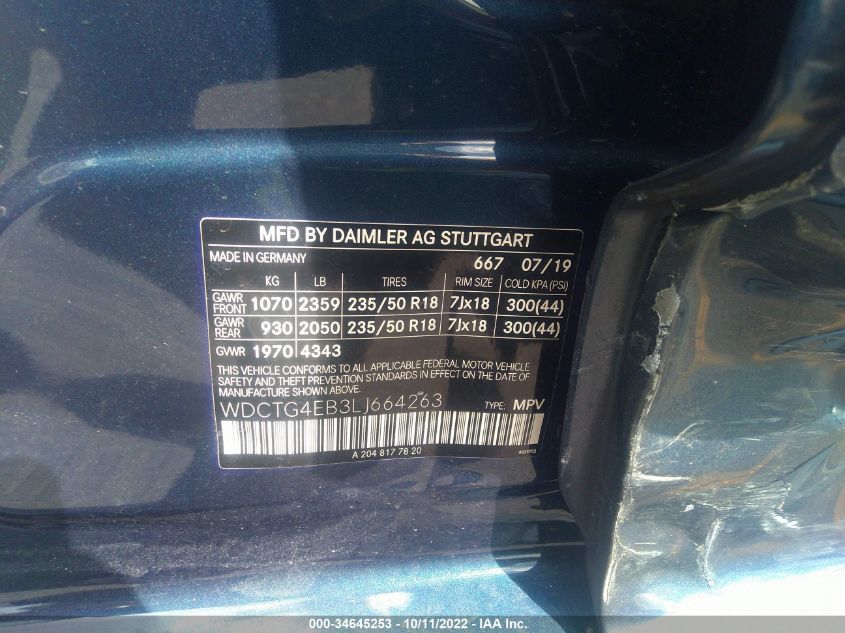 MFD BY DAIMLER AG STUTTGART
MADE IN GERMANY 667 07/19
KG LB TIRES RIM SIZE COLD KPA (PSI)
GAWR FRONT 1070 2359 235/50 R18 7Jx18 300(44)
GAWR REAR 930 2050 235/50 R18 7Jx18 300(44)
GVWR 1970 4343
THIS VEHICLE CONFORMS TO ALL APPLICABLE FEDERAL MOTOR VEHICLE
SAFETY AND THEFT PREVENTION STANDARDS IN EFFECT ON THE DATE OF
MANUFACTURE SHOWN ABOVE.
WDCTG4EB3LJ664263 TYPE: MPV
A 204 817 78 20
000-34645253 - 10/11/2022 - IAA Inc.